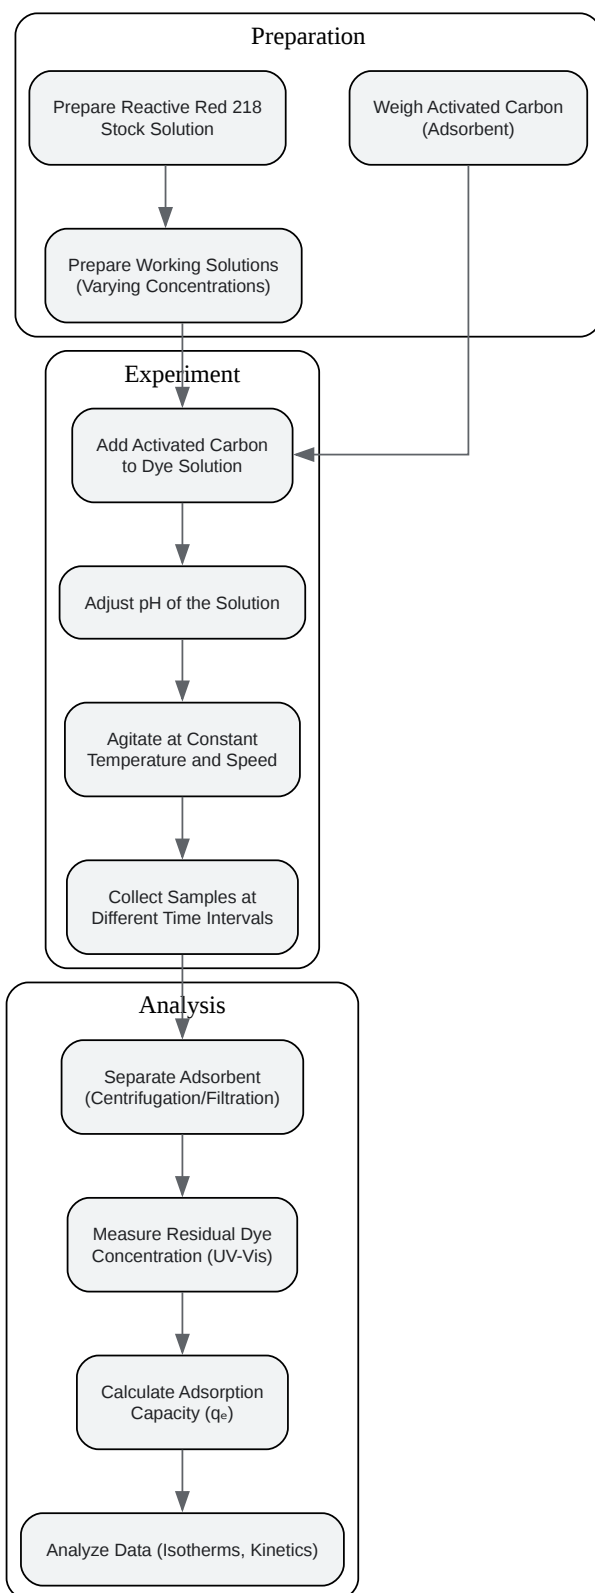 Preparation
Prepare Reactive Red 218
Stock Solution
Weigh Activated Carbon
(Adsorbent)
Prepare Working Solutions
(Varying Concentrations)
Experiment
Add Activated Carbon
to Dye Solution
Adjust pH of the Solution
Agitate at Constant
Temperature and Speed
Collect Samples at
Different Time Intervals
Analysis
Separate Adsorbent
(Centrifugation/Filtration)
Measure Residual Dye
Concentration (UV-Vis)
Calculate Adsorption
Capacity (qₑ)
Analyze Data (Isotherms, Kinetics)